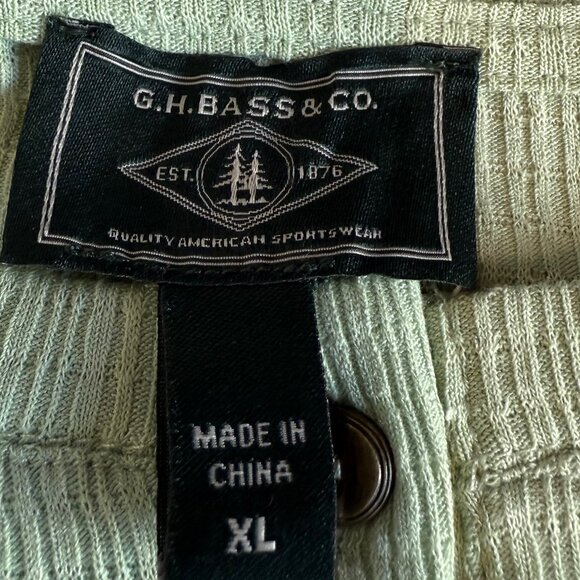 G.H.BASS & CO.
EST. 1876
QUALITY AMERICAN SPORTSWEAR
MADE IN
CHINA
XL